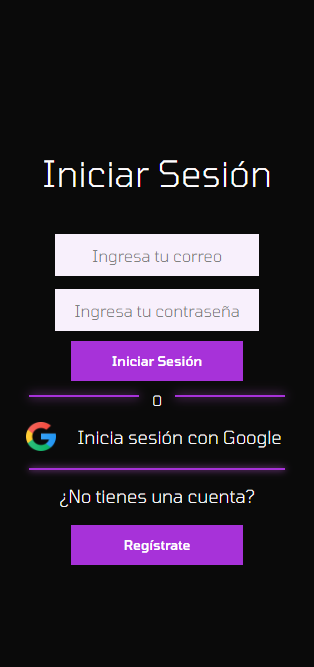 Iniciar Sesión
Ingresa tu correo
Ingresa tu contraseña
Iniciar Sesión
o
Inicia sesión con Google
¿No tienes una cuenta?
Regístrate